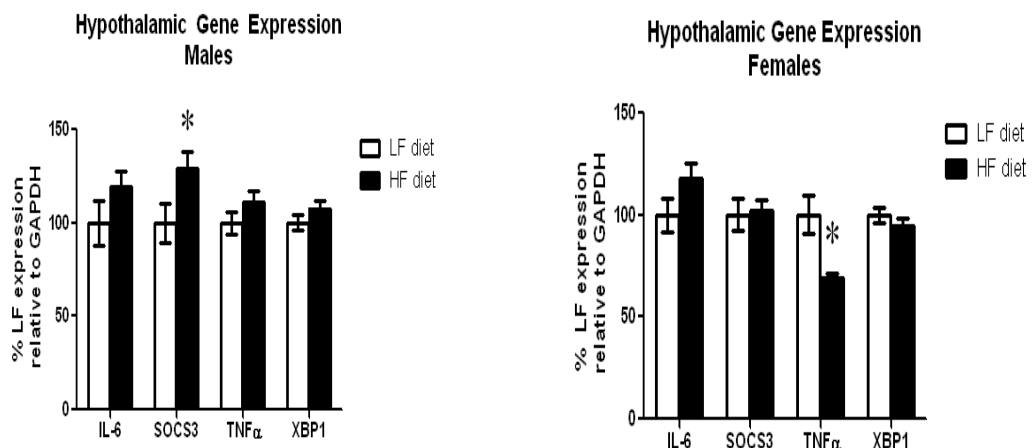 Hypothalamic Gene Expression
Males
*
LF diet
HF diet
% LF expression
relative to GAPDH
150
100
50
0
IL-6 SOCS3 TNFα XBP1
Hypothalamic Gene Expression
Females
*
LF diet
HF diet
% LF expression
relative to GAPDH
150
100
50
0
IL-6 SOCS3 TNFα XBP1